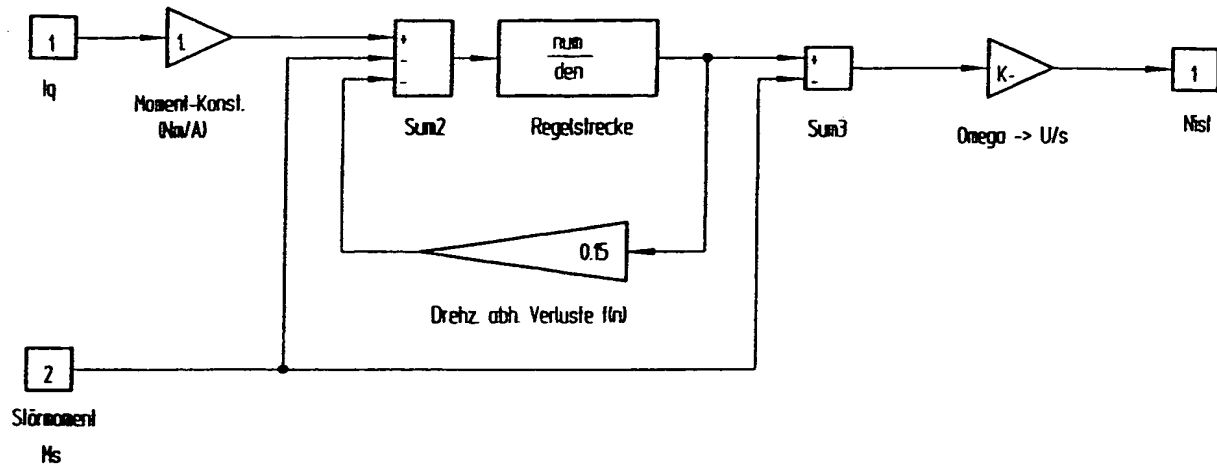 1
Iq
1.
Moment-Konst.
(Nm/A)
+
-
-
Sum2
num
den
Regelstrecke
+
-
Sum3
K-
Omega -> U/s
1
Nist
0.15
Drehz. abh. Verluste f(n)
2
Störmoment
Ms